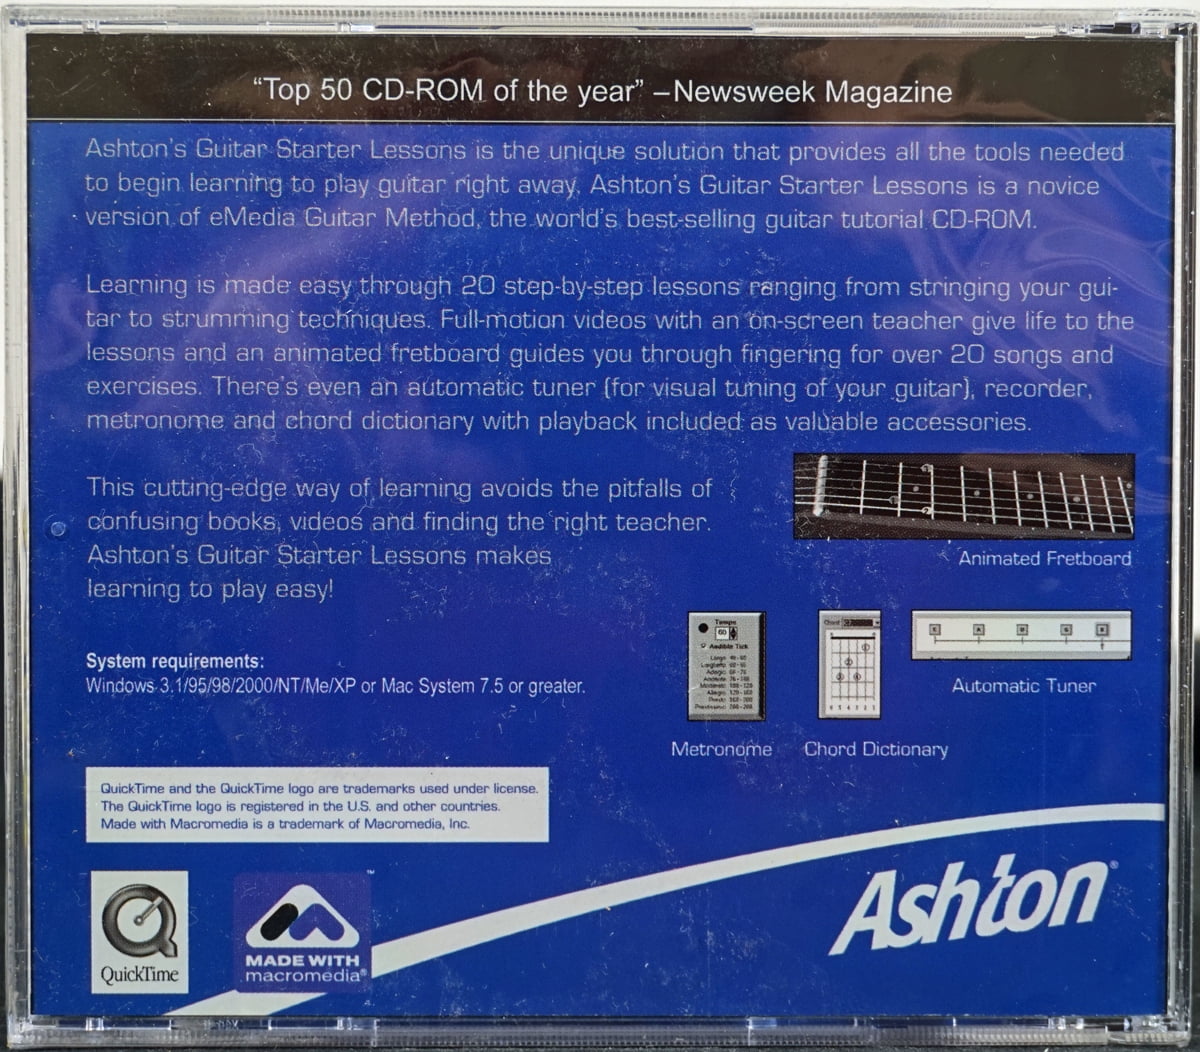 “Top 50 CD-ROM of the year” – Newsweek Magazine
Ashton's Guitar Starter Lessons is the unique solution that provides all the tools needed
to begin learning to play guitar right away. Ashton's Guitar Starter Lessons is a novice
version of eMedia Guitar Method, the world's best-selling guitar tutorial CD-ROM.
Learning is made easy through 20 step-by-step lessons ranging from stringing your gui-
tar to strumming techniques. Full-motion videos with an on-screen teacher give life to the
lessons and an animated fretboard guides you through fingering for over 20 songs and
exercises. There's even an automatic tuner (for visual tuning of your guitar), recorder,
metronome and chord dictionary with playback included as valuable accessories.
This cutting-edge way of learning avoids the pitfalls of
confusing books, videos and finding the right teacher.
Ashton's Guitar Starter Lessons makes
learning to play easy!
Animated Fretboard
Tempo
60
Audible Tick
Chord:
E A D G B
Automatic Tuner
Metronome
Chord Dictionary
System requirements:
Windows 3.1/95/98/2000/NT/Me/XP or Mac System 7.5 or greater.
QuickTime and the QuickTime logo are trademarks used under license.
The QuickTime logo is registered in the U.S. and other countries.
Made with Macromedia is a trademark of Macromedia, Inc.
QuickTime
™
MADE WITH
macromedia®
Ashton®